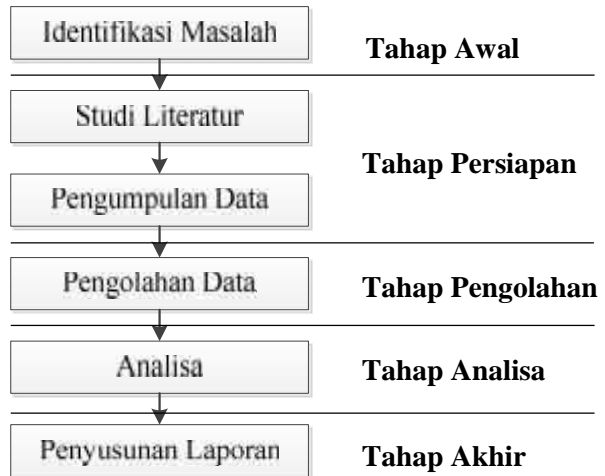 Identifikasi Masalah
Tahap Awal
Studi Literatur
Tahap Persiapan
Pengumpulan Data
Pengolahan Data
Tahap Pengolahan
Analisa
Tahap Analisa
Penyusunan Laporan
Tahap Akhir